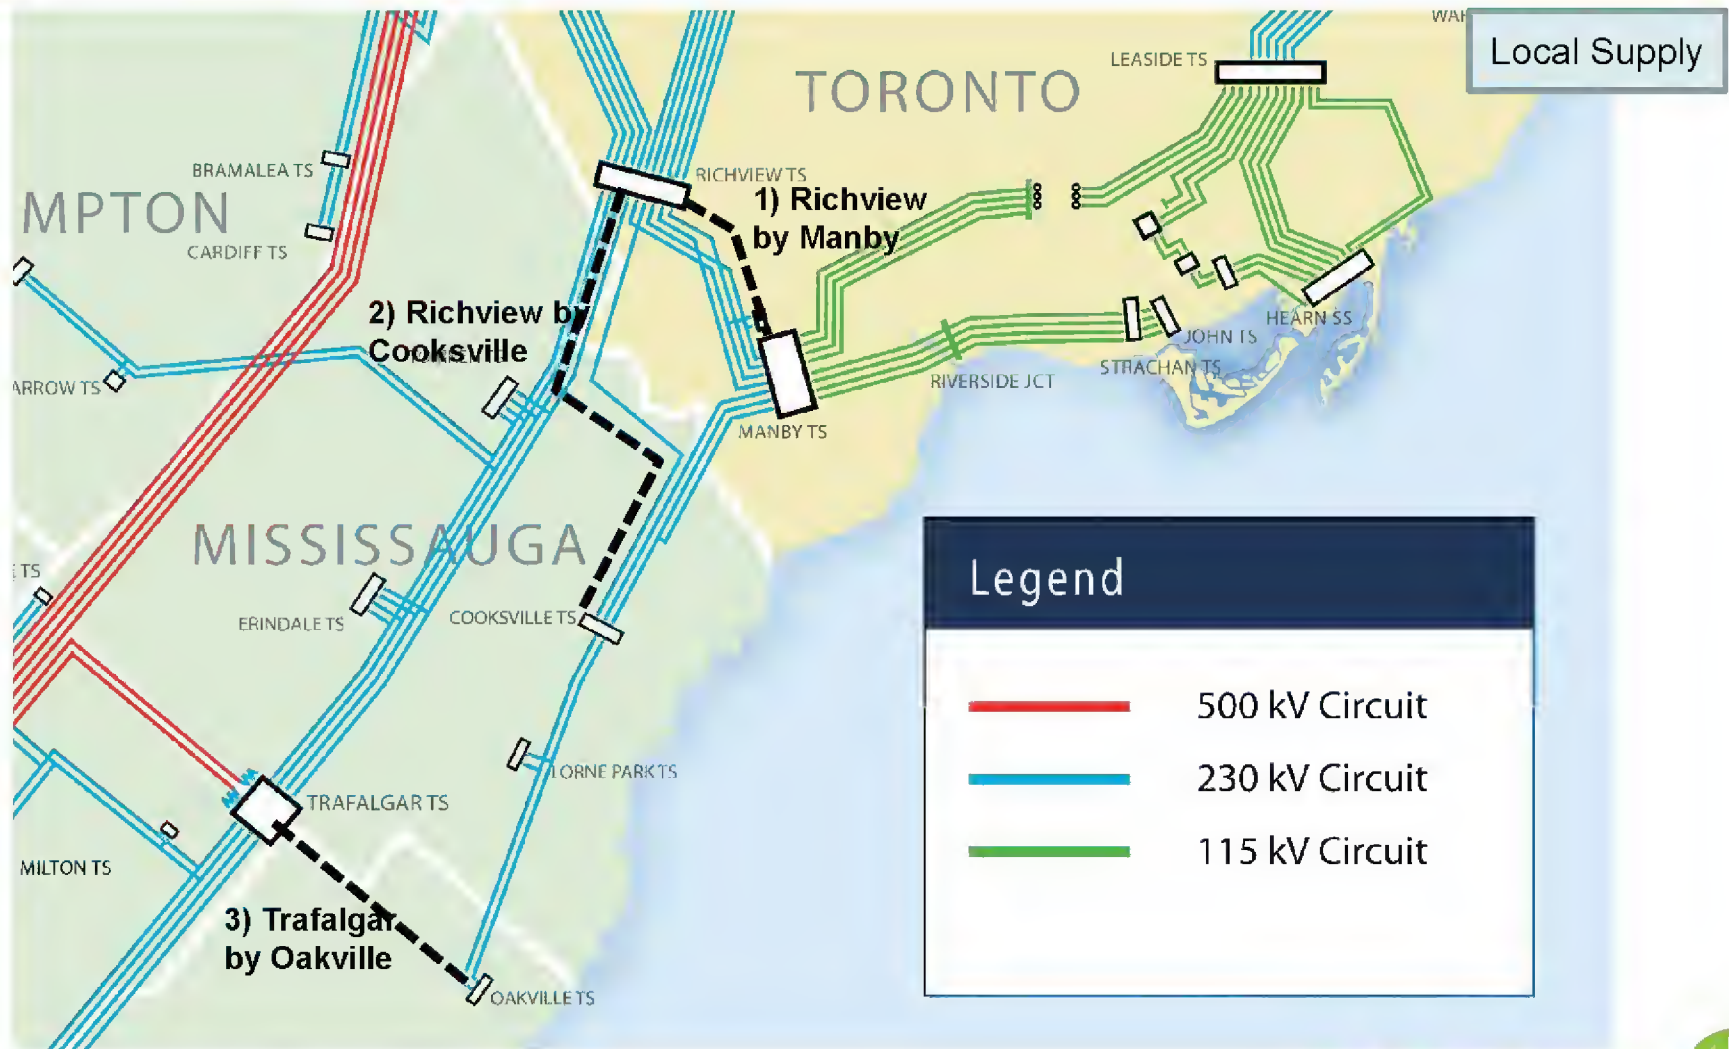 Local Supply
LEASIDE TS
TORONTO
BRAMALEA TS
RICHVIEW TS
MPTON
1) Richview
by Manby
CARDIFF TS
2) Richview by
Cooksville
HEARN SS
JOHN TS
STRACHAN TS
RIVERSIDE JCT
ARROW TS
MANBY TS
MISSISSAUGA
TS
ERINDALE TS
COOKSVILLE TS
LORNE PARK TS
TRAFALGAR TS
MILTON TS
3) Trafalgar
by Oakville
OAKVILLE TS
Legend
500 kV Circuit
230 kV Circuit
115 kV Circuit